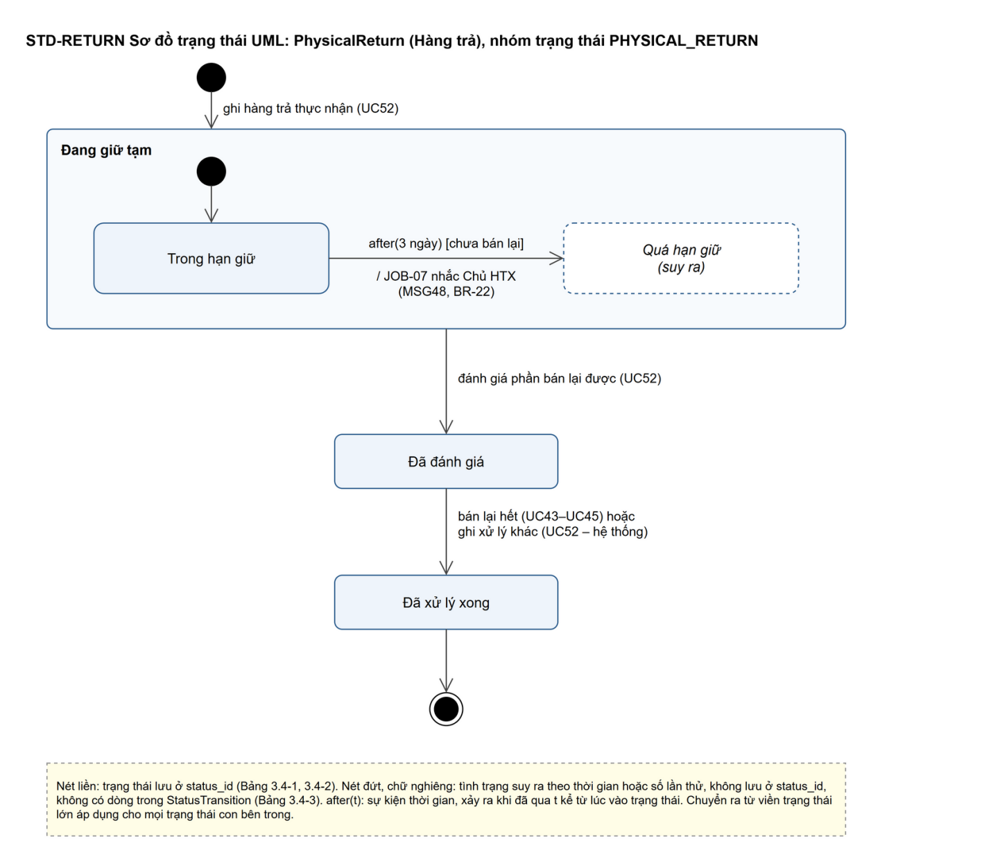 STD-RETURN Sơ đồ trạng thái UML: PhysicalReturn (Hàng trả), nhóm trạng thái PHYSICAL_RETURN
ghi hàng trả thực nhận (UC52)
Đang giữ tạm
Trong hạn giữ
after(3 ngày) [chưa bán lại]
/ JOB-07 nhắc Chủ HTX
(MSG48, BR-22)
Quá hạn giữ
(suy ra)
đánh giá phần bán lại được (UC52)
Đã đánh giá
bán lại hết (UC43–UC45) hoặc
ghi xử lý khác (UC52 – hệ thống)
Đã xử lý xong
Nét liền: trạng thái lưu ở status_id (Bảng 3.4-1, 3.4-2). Nét đứt, chữ nghiêng: tình trạng suy ra theo thời gian hoặc số lần thử, không lưu ở status_id,
không có dòng trong StatusTransition (Bảng 3.4-3). after(t): sự kiện thời gian, xảy ra khi đã qua t kể từ lúc vào trạng thái. Chuyển ra từ viền trạng thái
lớn áp dụng cho mọi trạng thái con bên trong.